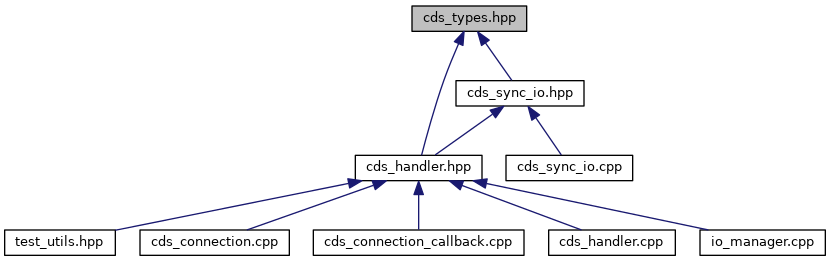 cds_types.hpp
cds_sync_io.hpp
cds_handler.hpp
cds_sync_io.cpp
test_utils.hpp
cds_connection.cpp
cds_connection_callback.cpp
cds_handler.cpp
io_manager.cpp